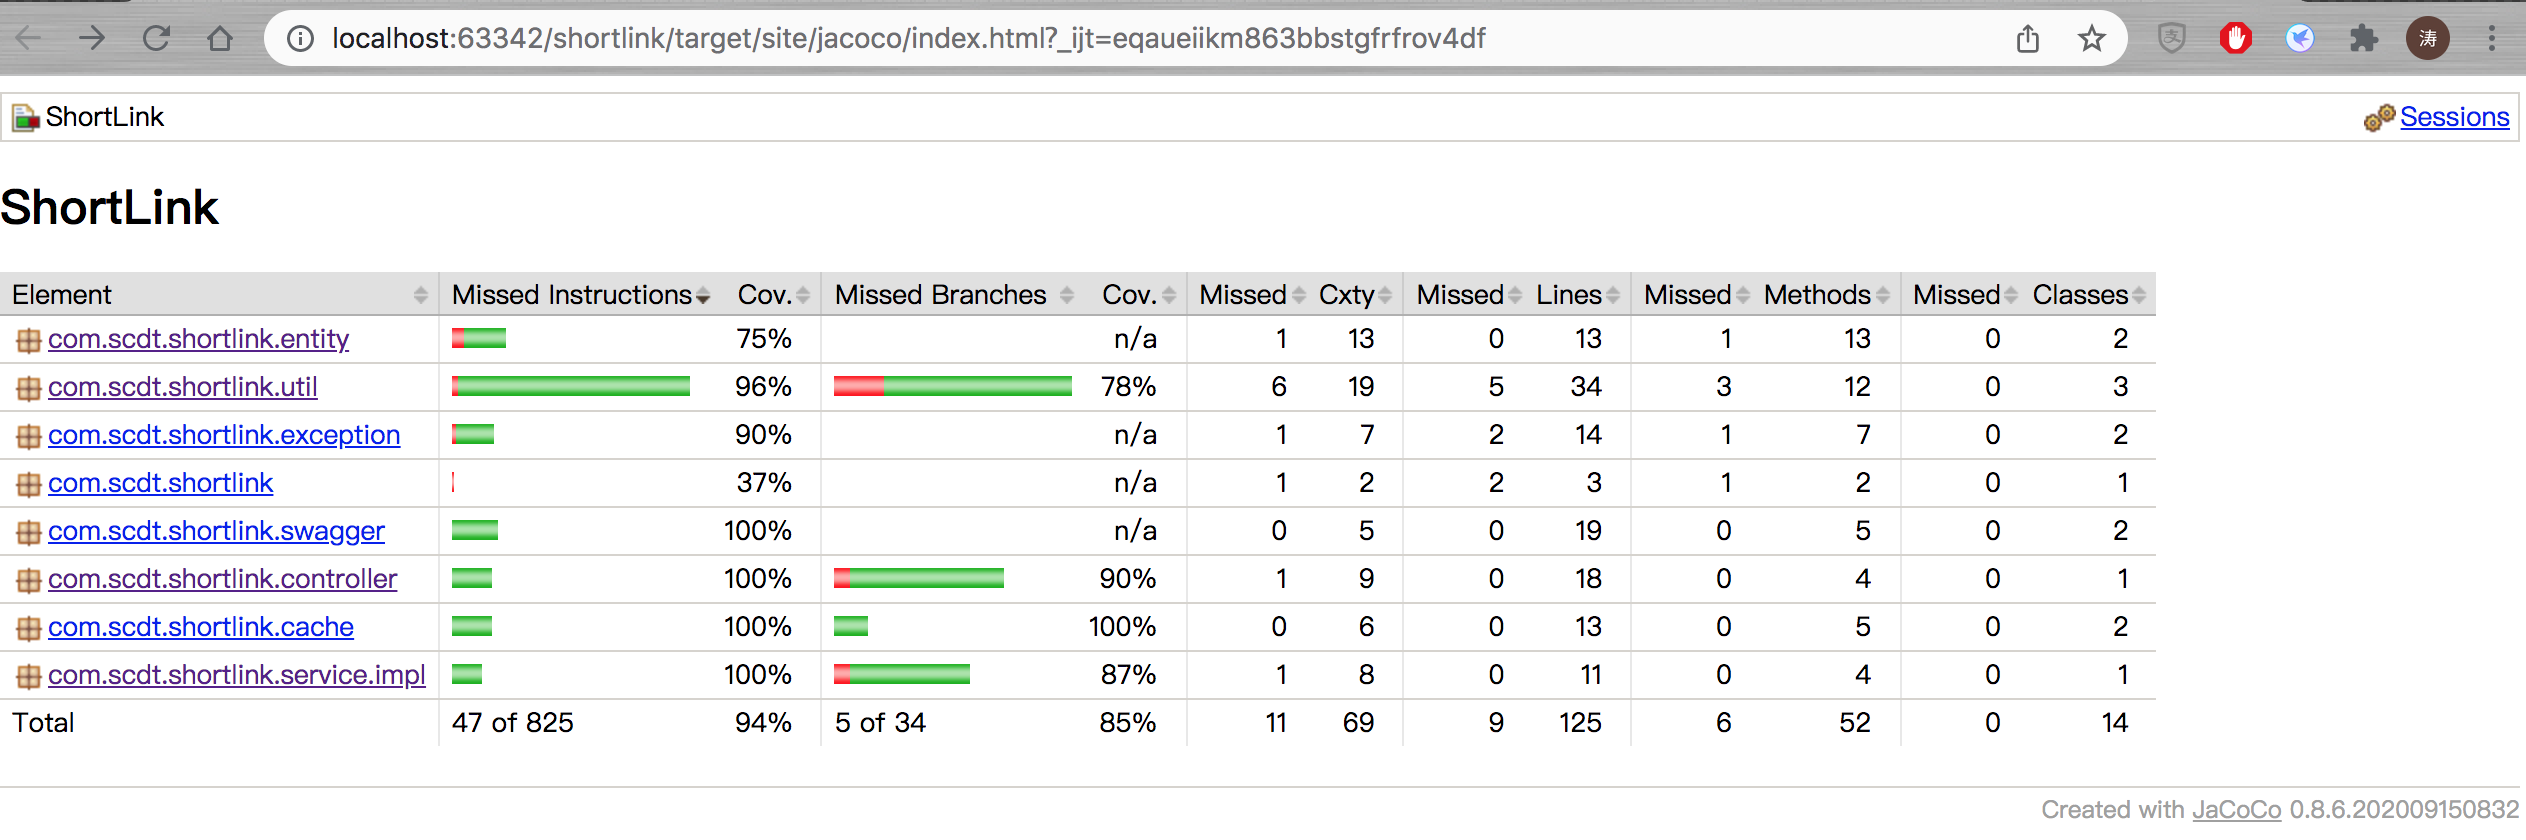 localhost:63342/shortlink/target/site/jacoco/index.html?_ijt=eqaueiikm863bbstgfrfrov4df 支 涛
ShortLink Sessions
ShortLink
Element Missed Instructions Cov. Missed Branches Cov. Missed Cxty Missed Lines Missed Methods Missed Classes
com.scdt.shortlink.entity 75% n/a 1 13 0 13 1 13 0 2
com.scdt.shortlink.util 96% 78% 6 19 5 34 3 12 0 3
com.scdt.shortlink.exception 90% n/a 1 7 2 14 1 7 0 2
com.scdt.shortlink 37% n/a 1 2 2 3 1 2 0 1
com.scdt.shortlink.swagger 100% n/a 0 5 0 19 0 5 0 2
com.scdt.shortlink.controller 100% 90% 1 9 0 18 0 4 0 1
com.scdt.shortlink.cache 100% 100% 0 6 0 13 0 5 0 2
com.scdt.shortlink.service.impl 100% 87% 1 8 0 11 0 4 0 1
Total 47 of 825 94% 5 of 34 85% 11 69 9 125 6 52 0 14
Created with JaCoCo 0.8.6.202009150832